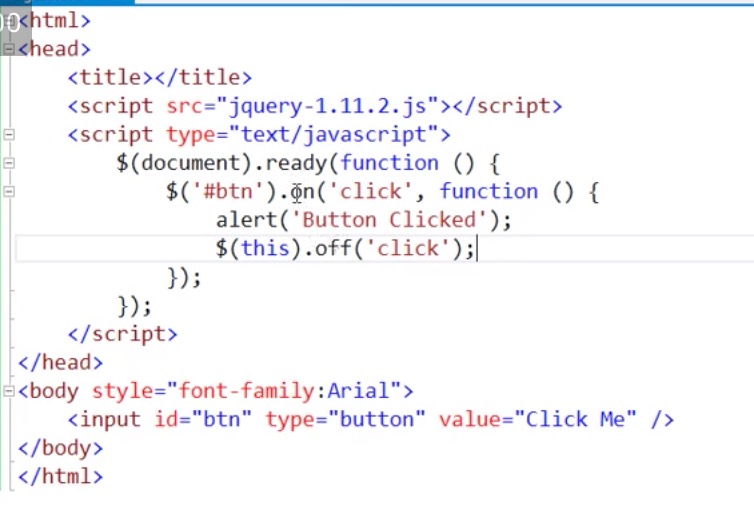 00
<html>
<head>
    <title></title>
    <script src="jquery-1.11.2.js"></script>
    <script type="text/javascript">
        $(document).ready(function () {
            $('#btn').on('click', function () {
                alert('Button Clicked');
                $(this).off('click');
            });
        });
    </script>
</head>
<body style="font-family:Arial">
    <input id="btn" type="button" value="Click Me" />
</body>
</html>